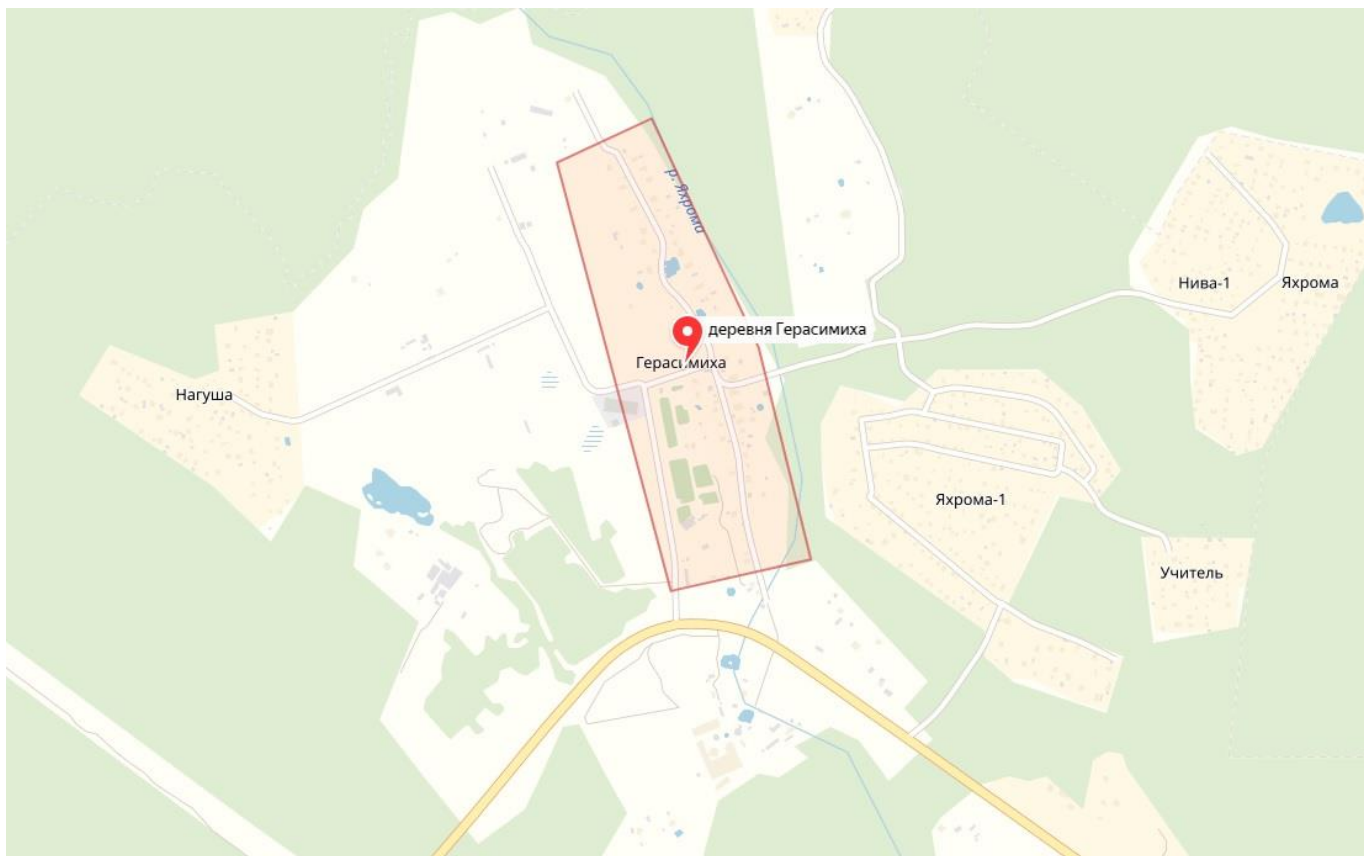 р. Яхрома
Нива-1
Яхрома
деревня Герасимиха
Герасимиха
Нагуша
Яхрома-1
Учитель